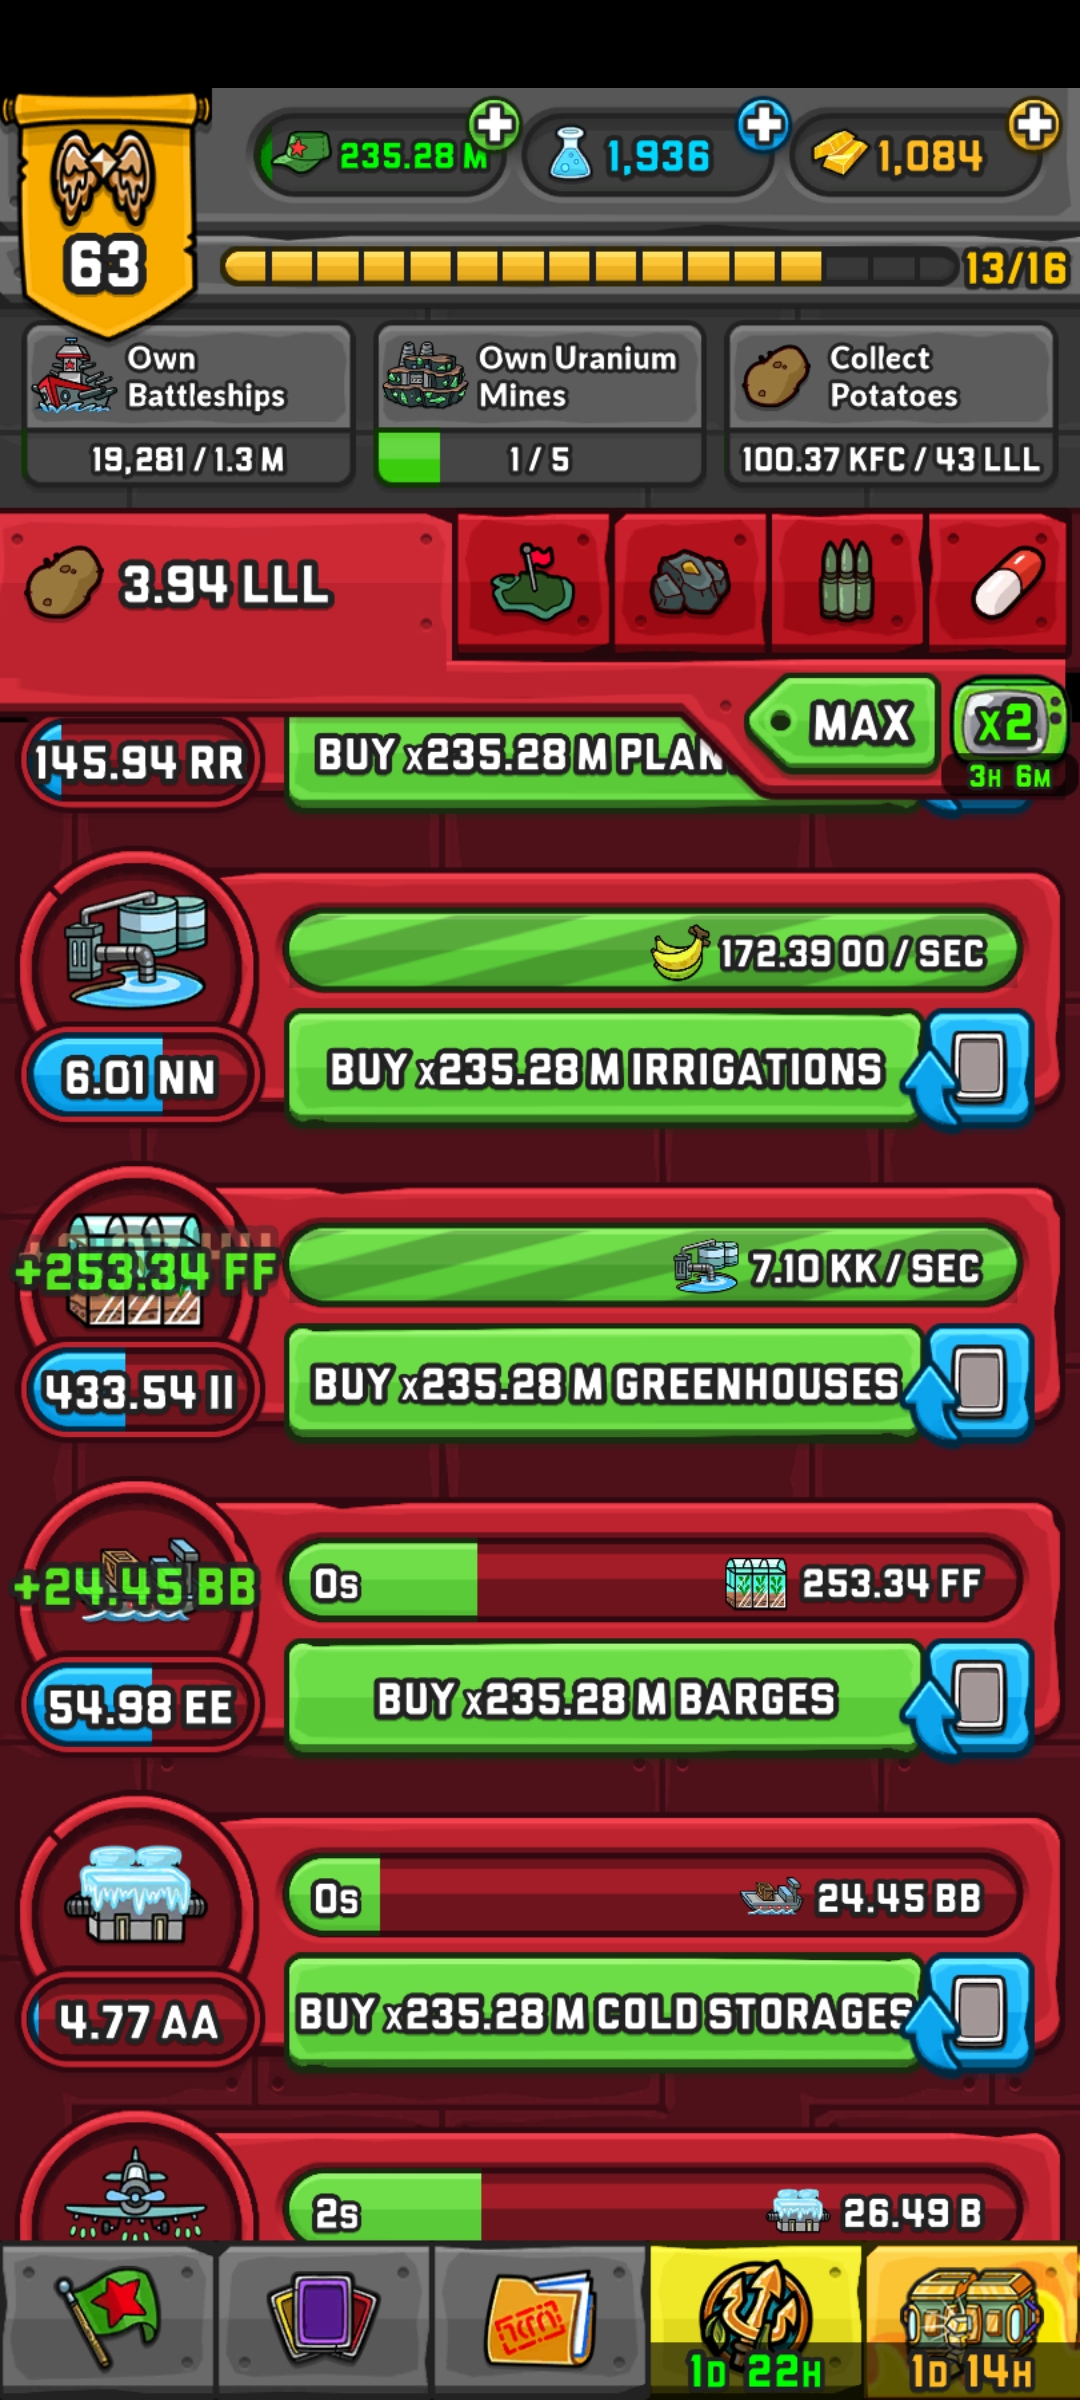 235.28 M
1,936
1,084
63
13/16
Own
Battleships
19,281 / 1.3 M
Own Uranium
Mines
1 / 5
Collect
Potatoes
100.37 KFC / 43 LLL
3.94 LLL
MAX
x2
3H 6M
145.94 RR
BUY x235.28 M PLAN
172.39 OO / SEC
6.01 NN
BUY x235.28 M IRRIGATIONS
+253.34 FF
7.10 KK / SEC
433.54 II
BUY x235.28 M GREENHOUSES
+24.45 BB
0s
253.34 FF
54.98 EE
BUY x235.28 M BARGES
0s
24.45 BB
4.77 AA
BUY x235.28 M COLD STORAGES
2s
26.49 B
1D 22H
1D 14H